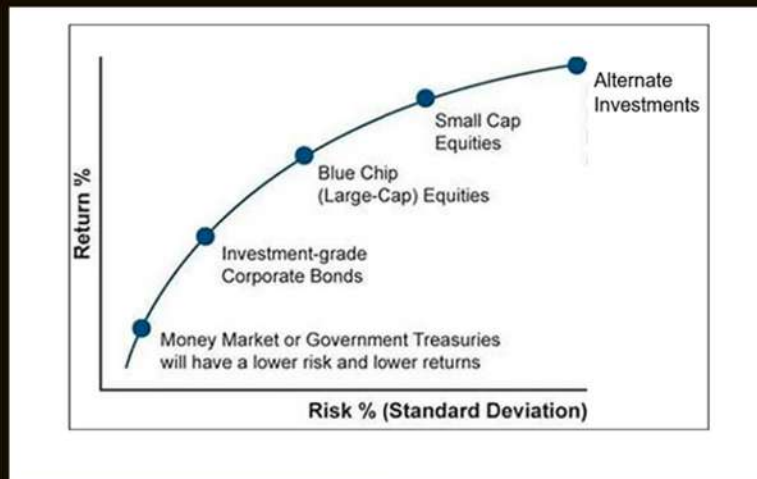 Alternate
Investments
Small Cap
Equities
Blue Chip
(Large-Cap) Equities
Return %
Investment-grade
Corporate Bonds
Money Market or Government Treasuries
will have a lower risk and lower returns
Risk % (Standard Deviation)